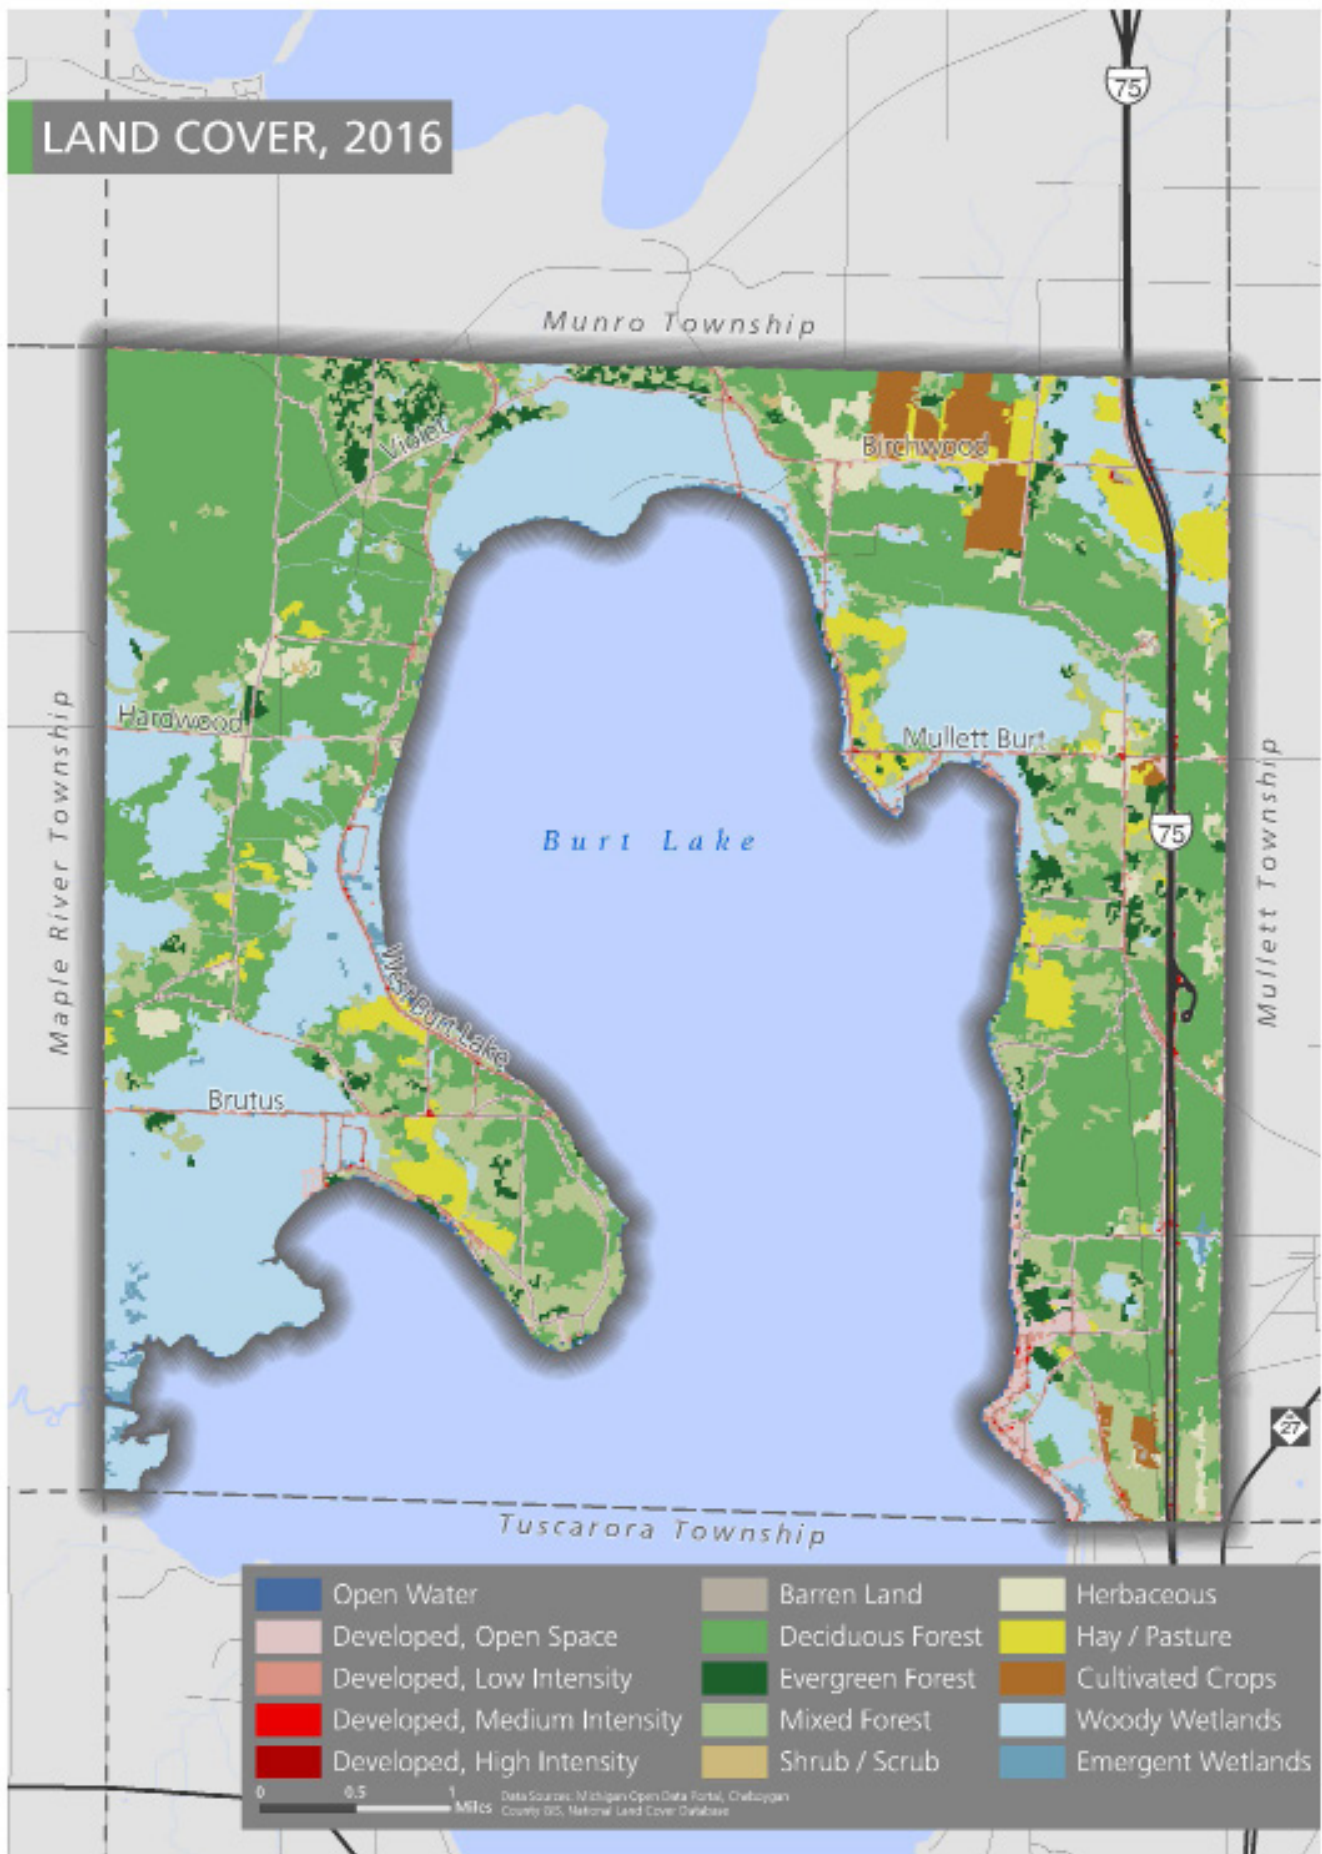 75
LAND COVER, 2016
Munro Township
Violet
Birchwood
Hardwood
Mullett Burt
Maple River Township
Burt Lake
75
Mullett Township
West Burt Lake
Brutus
M
27
Tuscarora Township
Open Water
Developed, Open Space
Developed, Low Intensity
Developed, Medium Intensity
Developed, High Intensity
Barren Land
Deciduous Forest
Evergreen Forest
Mixed Forest
Shrub / Scrub
Herbaceous
Hay / Pasture
Cultivated Crops
Woody Wetlands
Emergent Wetlands
0 0.5 1
Miles
Data Sources: Michigan Open Data Portal, Cheboygan
County GIS, National Land Cover Database